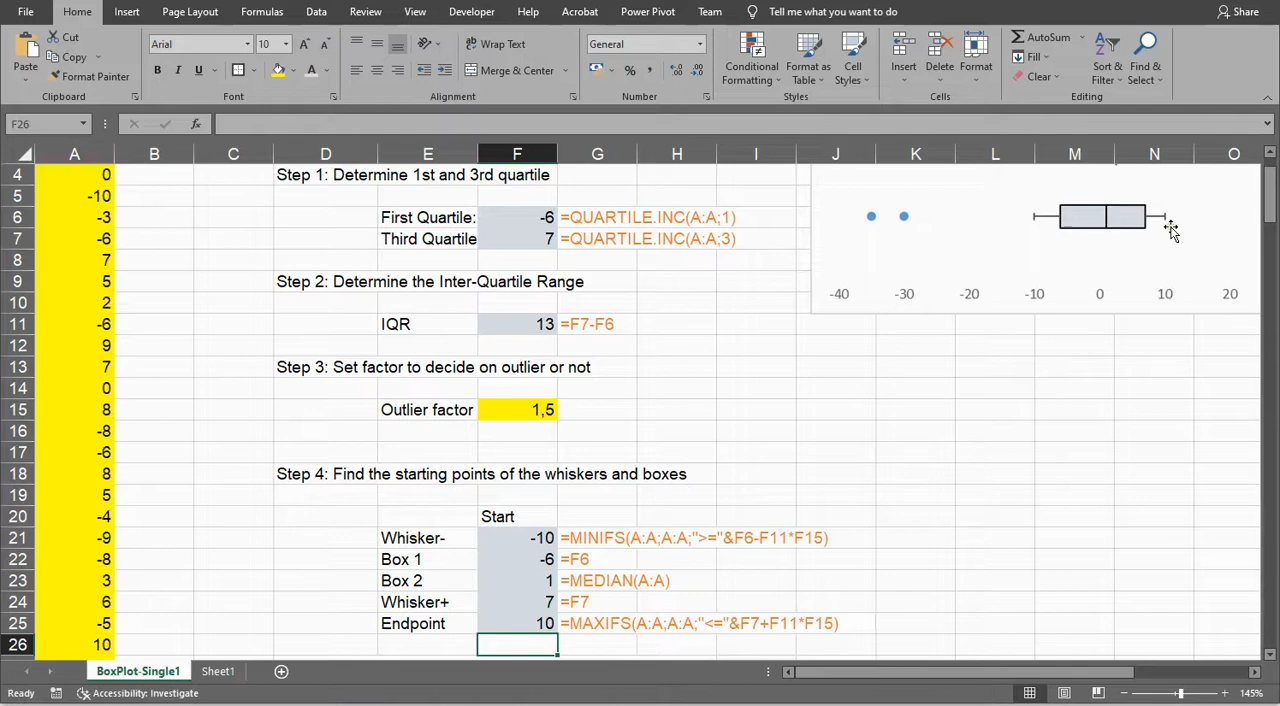 File Home Insert Page Layout Formulas Data Review View Developer Help Acrobat Power Pivot Team Tell me what you want to do Share
Paste Cut Copy Format Painter
Arial 10 A A
B I U A
Wrap Text
Merge & Center
General
% ,
Conditional Formatting Format as Table Cell Styles
Insert Delete Format
AutoSum Fill Clear
Sort & Filter Find & Select
Clipboard Font Alignment Number Styles Cells Editing
F26 fx
A B C D E F G H I J K L M N O
4 0 Step 1: Determine 1st and 3rd quartile
5 -10
6 -3 First Quartile: -6 =QUARTILE.INC(A:A;1)
7 -6 Third Quartile 7 =QUARTILE.INC(A:A;3)
8 7
9 5 Step 2: Determine the Inter-Quartile Range
-40 -30 -20 -10 0 10 20
10 2
11 -6 IQR 13 =F7-F6
12 9
13 7 Step 3: Set factor to decide on outlier or not
14 0
15 8 Outlier factor 1,5
16 -8
17 -6
18 8 Step 4: Find the starting points of the whiskers and boxes
19 5
20 -4 Start
21 -9 Whisker- -10 =MINIFS(A:A;A:A;">="&F6-F11*F15)
22 -8 Box 1 -6 =F6
23 3 Box 2 1 =MEDIAN(A:A)
24 6 Whisker+ 7 =F7
25 -5 Endpoint 10 =MAXIFS(A:A;A:A;"<="&F7+F11*F15)
26 10
BoxPlot-Single1 Sheet1
Ready Accessibility: Investigate 145%